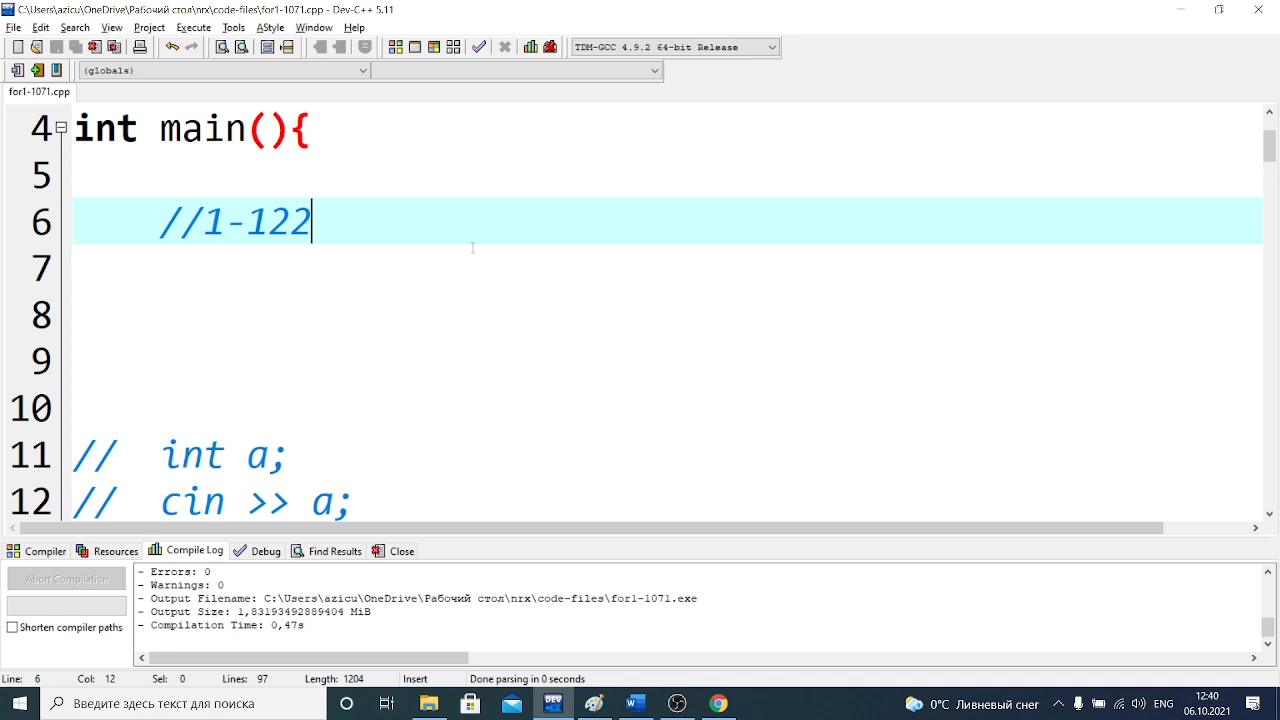 C:\Users\azicu\OneDrive\Рабочий стол\nrx\code-files\for1-1071.cpp - Dev-C++ 5.11
File Edit Search View Project Execute Tools AStyle Window Help
TDM-GCC 4.9.2 64-bit Release
(globals)
for1-1071.cpp
4 int main(){
5
6 //1-122
7
8
9
10
11 // int a;
12 // cin >> a;
Compiler Resources Compile Log Debug Find Results Close
Abort Compilation
Shorten compiler paths
- Errors: 0
- Warnings: 0
- Output Filename: C:\Users\azicu\OneDrive\Рабочий стол\nrx\code-files\for1-1071.exe
- Output Size: 1,83193492889404 MiB
- Compilation Time: 0,47s
Line: 6 Col: 12 Sel: 0 Lines: 97 Length: 1204 Insert Done parsing in 0 seconds
Введите здесь текст для поиска
DEV
0°C Ливневый снег
ENG
12:40
06.10.2021